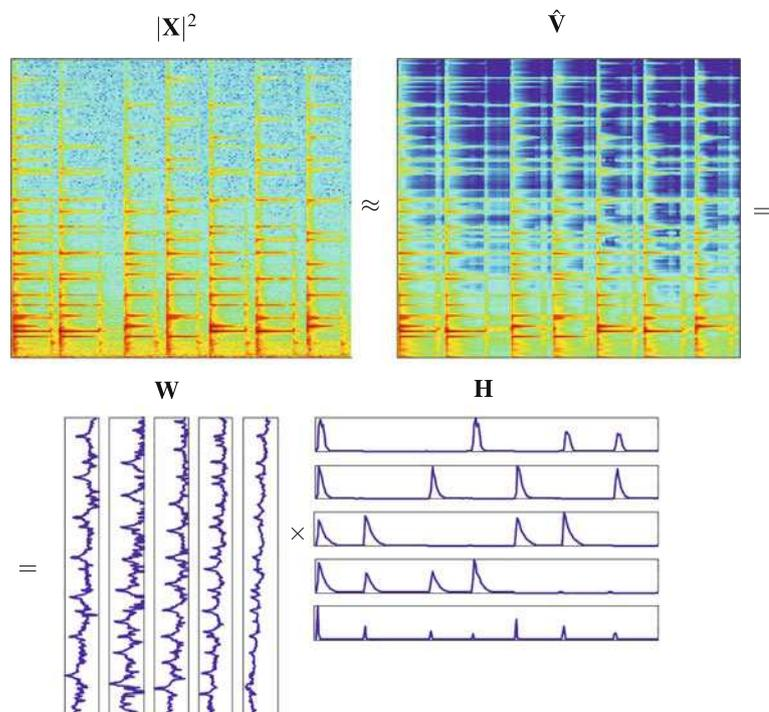 |X|² V̂
≈ =
W H
= ×